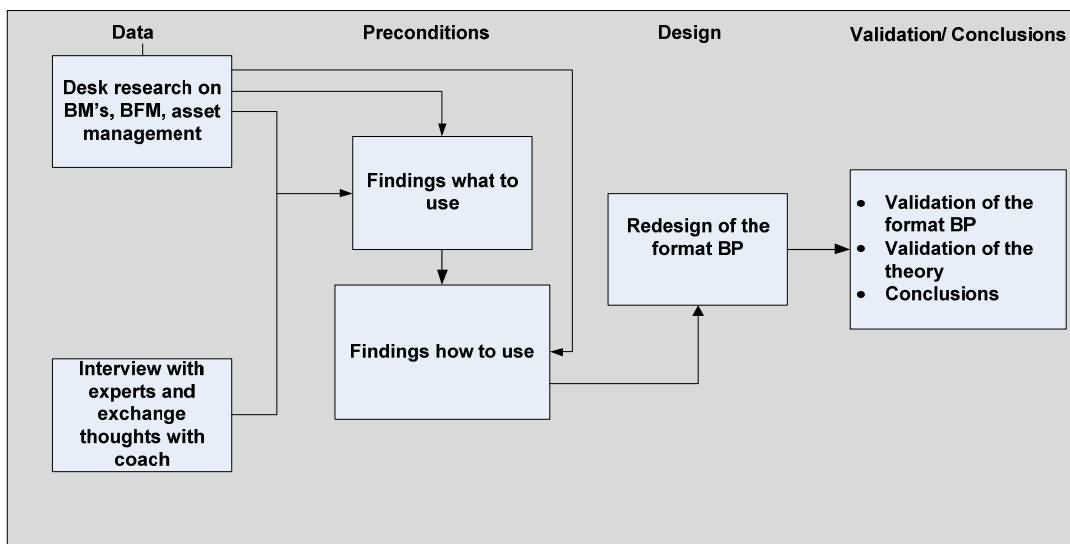 Data
Preconditions
Design
Validation/ Conclusions
Desk research on
BM's, BFM, asset
management
Findings what to
use
Findings how to use
Interview with
experts and
exchange
thoughts with
coach
Redesign of the
format BP
• Validation of the
format BP
• Validation of the
theory
• Conclusions